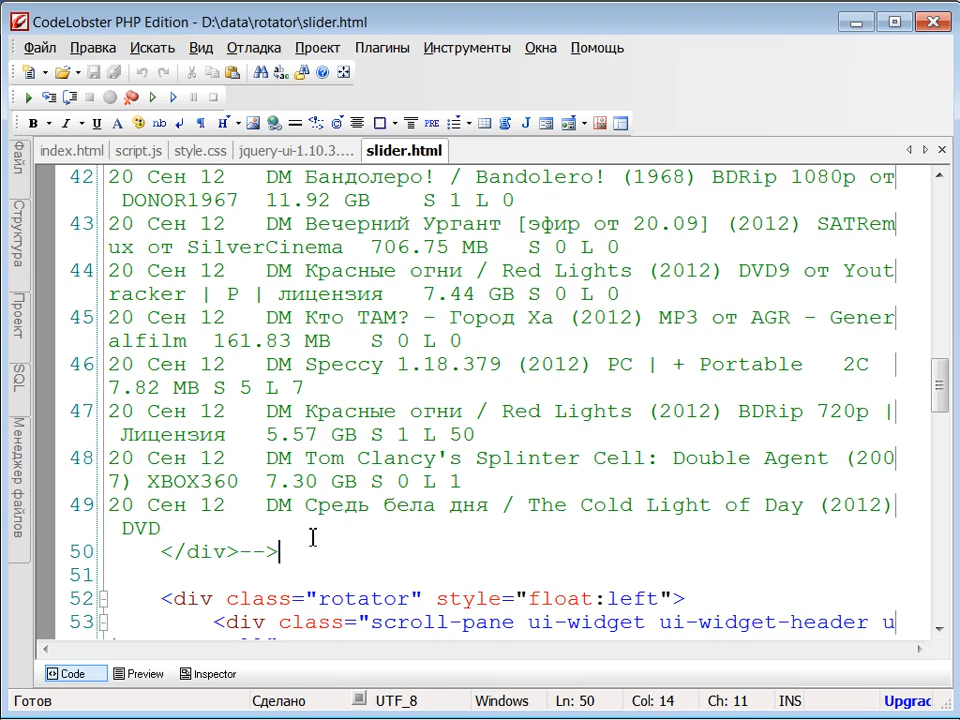 CodeLobster PHP Edition - D:\data\rotator\slider.html
Файл Правка Искать Вид Отладка Проект Плагины Инструменты Окна Помощь
B I U A nb H PRE J
index.html script.js style.css jquery-ui-1.10.3.... slider.html
Файл
Структура
Проект
SQL
Менеджер файлов
42 20 Сен 12 DM Бандолеро! / Bandolero! (1968) BDRip 1080p от
DONOR1967 11.92 GB S 1 L 0
43 20 Сен 12 DM Вечерний Ургант [эфир от 20.09] (2012) SATRem
ux от SilverCinema 706.75 MB S 0 L 0
44 20 Сен 12 DM Красные огни / Red Lights (2012) DVD9 от Yout
racker | P | лицензия 7.44 GB S 0 L 0
45 20 Сен 12 DM Кто ТАМ? - Город Ха (2012) MP3 от AGR - Gener
alfilm 161.83 MB S 0 L 0
46 20 Сен 12 DM Speccy 1.18.379 (2012) PC | + Portable 2C
7.82 MB S 5 L 7
47 20 Сен 12 DM Красные огни / Red Lights (2012) BDRip 720p |
Лицензия 5.57 GB S 1 L 50
48 20 Сен 12 DM Tom Clancy's Splinter Cell: Double Agent (200
7) XBOX360 7.30 GB S 0 L 1
49 20 Сен 12 DM Средь бела дня / The Cold Light of Day (2012)
DVD
50 </div>-->
51
52 <div class="rotator" style="float:left">
53 <div class="scroll-pane ui-widget ui-widget-header u
Code Preview Inspector
Готов Сделано UTF_8 Windows Ln: 50 Col: 14 Ch: 11 INS Upgrac